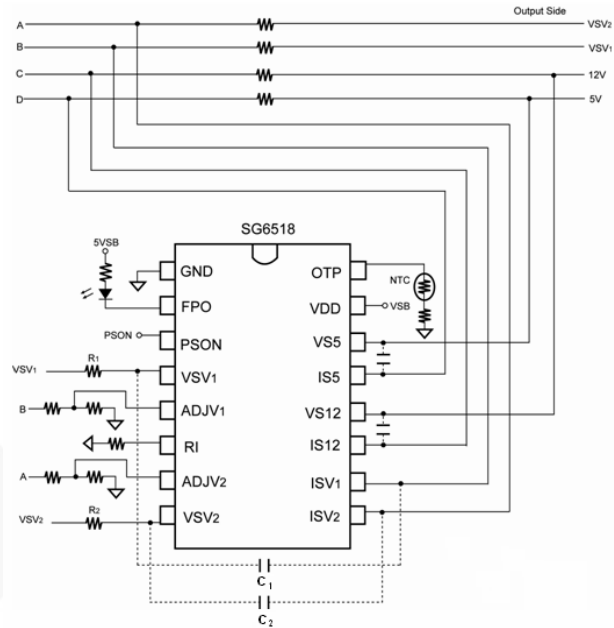 Output Side
A
VSV2
B
VSV1
C
12V
D
5V
SG6518
5VSB
GND
OTP
NTC
FPO
VDD
VSB
PSON
PSON
VS5
VSV1
R1
VSV1
IS5
B
ADJV1
VS12
RI
IS12
A
ADJV2
ISV1
VSV2
R2
VSV2
ISV2
C1
C2